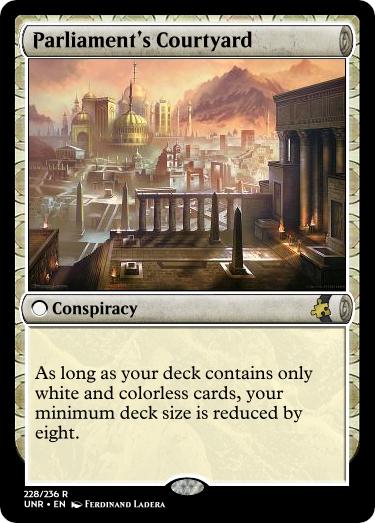 Parliament's Courtyard
Conspiracy
As long as your deck contains only
white and colorless cards, your
minimum deck size is reduced by
eight.
228/236 R
UNR • EN Ferdinand Ladera